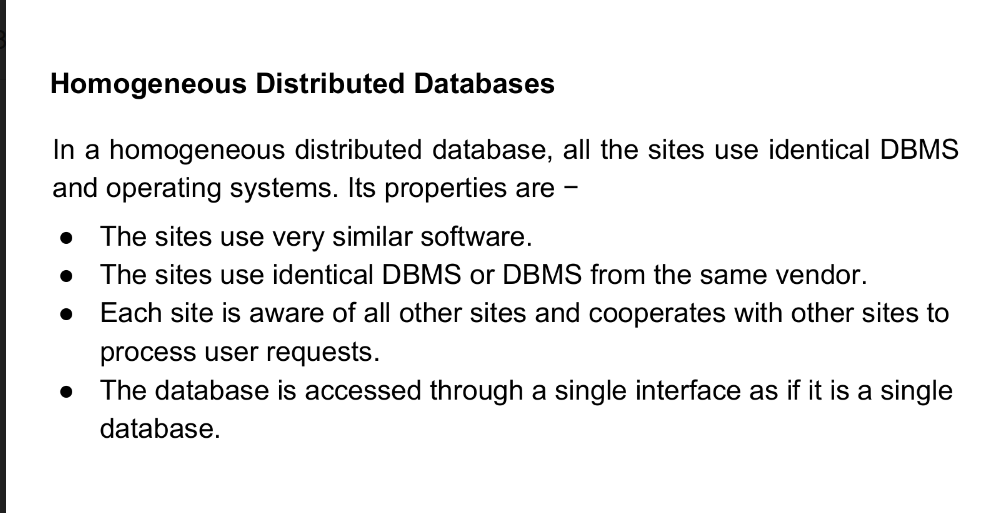 Homogeneous Distributed Databases
In a homogeneous distributed database, all the sites use identical DBMS
and operating systems. Its properties are −
● The sites use very similar software.
● The sites use identical DBMS or DBMS from the same vendor.
● Each site is aware of all other sites and cooperates with other sites to
process user requests.
● The database is accessed through a single interface as if it is a single
database.